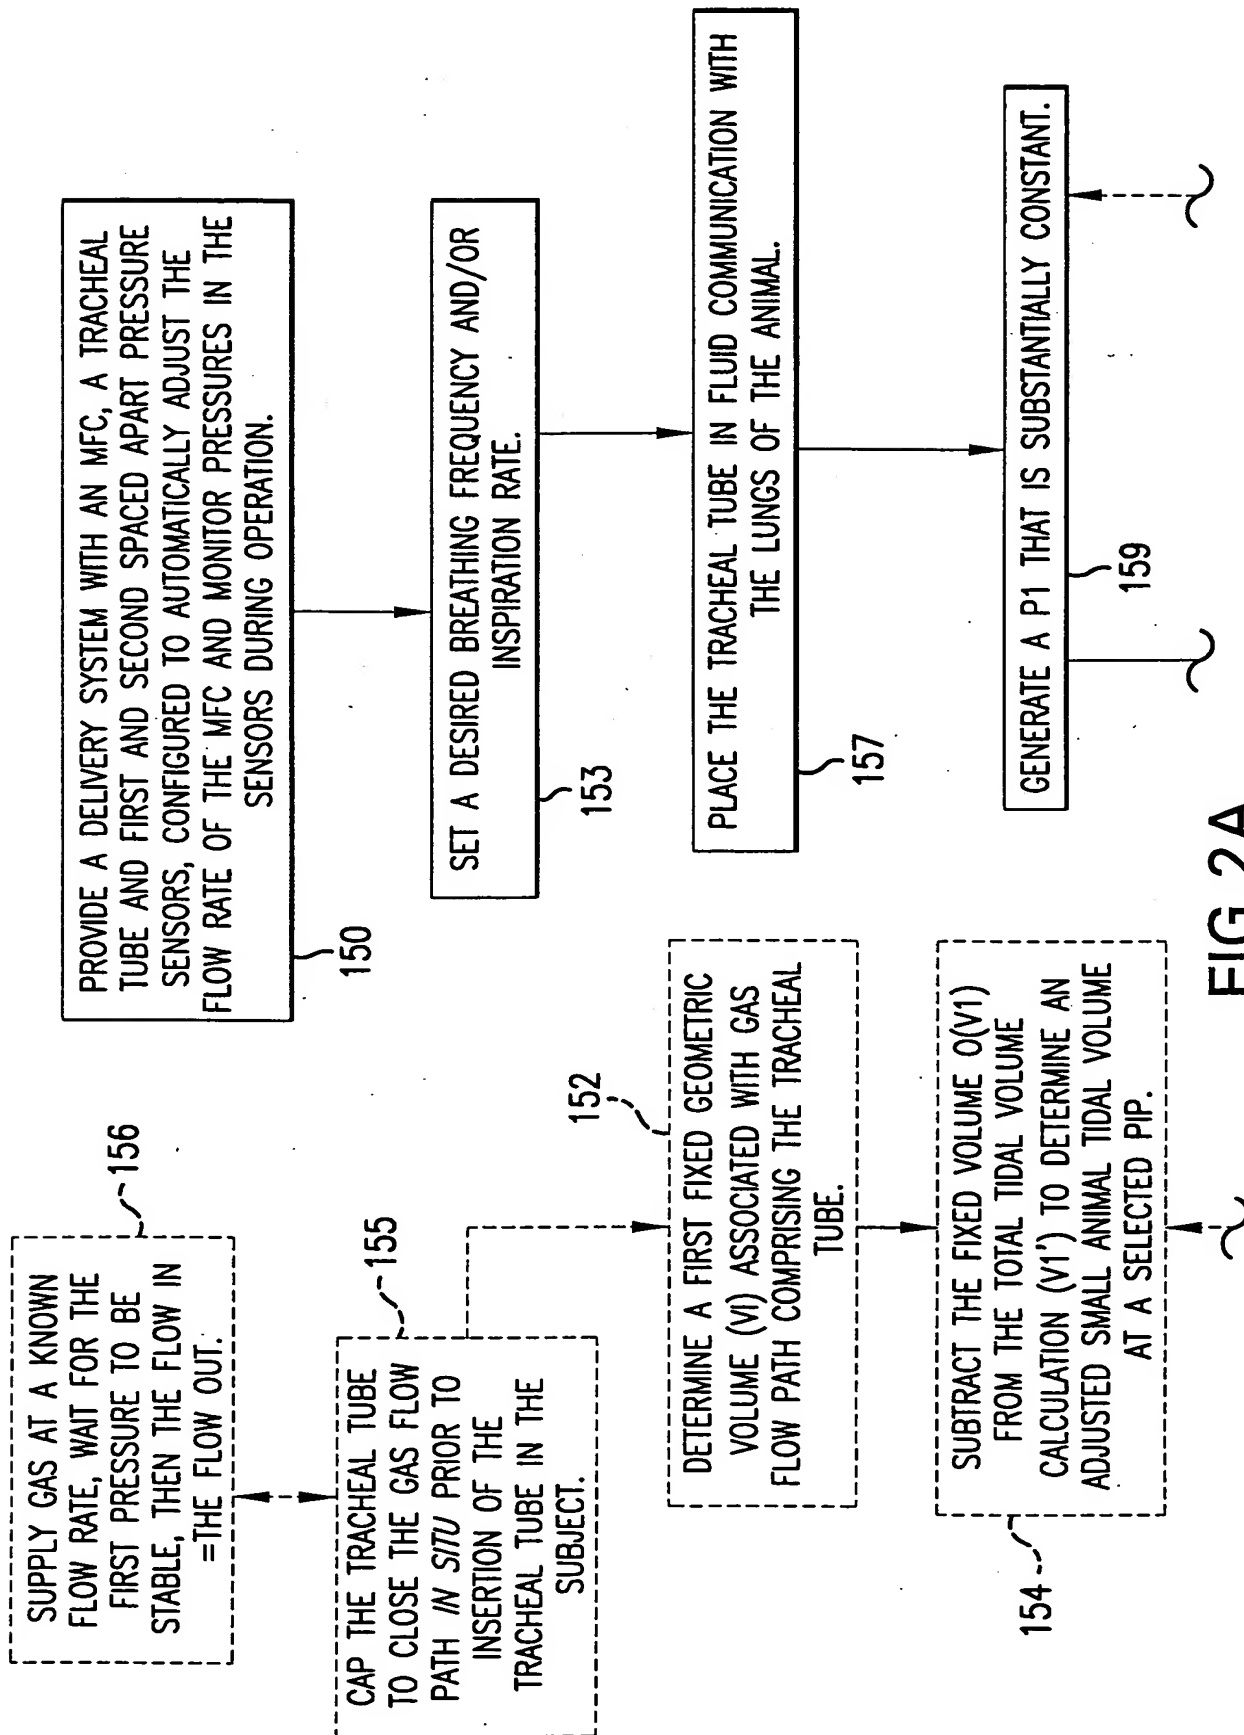 PROVIDE A DELIVERY SYSTEM WITH AN MFC, A TRACHEAL
TUBE AND FIRST AND SECOND SPACED APART PRESSURE
SENSORS, CONFIGURED TO AUTOMATICALLY ADJUST THE
FLOW RATE OF THE MFC AND MONITOR PRESSURES IN THE
SENSORS DURING OPERATION.
150
SET A DESIRED BREATHING FREQUENCY AND/OR
INSPIRATION RATE.
153
PLACE THE TRACHEAL TUBE IN FLUID COMMUNICATION WITH
THE LUNGS OF THE ANIMAL.
157
GENERATE A P1 THAT IS SUBSTANTIALLY CONSTANT.
159
SUPPLY GAS AT A KNOWN
FLOW RATE, WAIT FOR THE
FIRST PRESSURE TO BE
STABLE, THEN THE FLOW IN
=THE FLOW OUT.
156
CAP THE TRACHEAL TUBE
TO CLOSE THE GAS FLOW
PATH IN SITU PRIOR TO
INSERTION OF THE
TRACHEAL TUBE IN THE
SUBJECT.
155
152
DETERMINE A FIRST FIXED GEOMETRIC
VOLUME (VI) ASSOCIATED WITH GAS
FLOW PATH COMPRISING THE TRACHEAL
TUBE.
SUBTRACT THE FIXED VOLUME O(V1)
FROM THE TOTAL TIDAL VOLUME
CALCULATION (V1') TO DETERMINE AN
ADJUSTED SMALL ANIMAL TIDAL VOLUME
AT A SELECTED PIP.
154
FIG. 2A